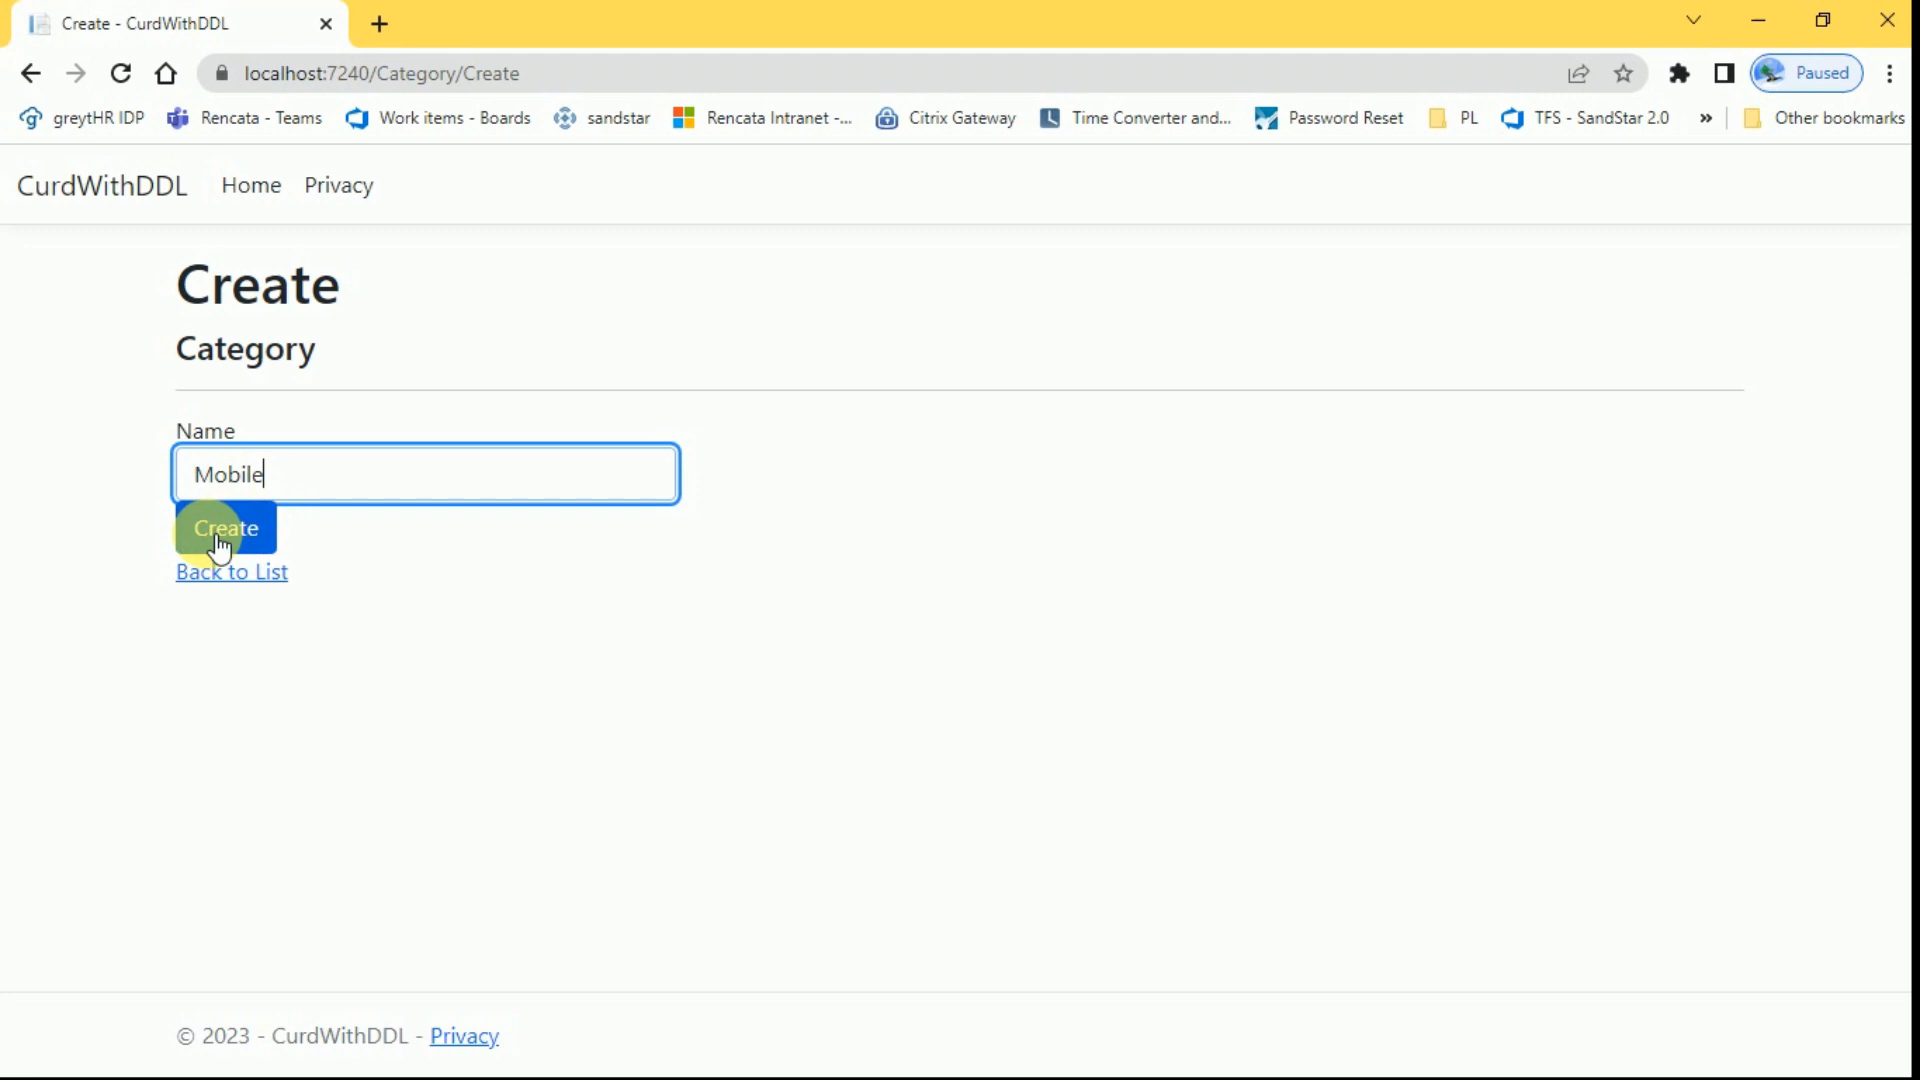 Create - CurdWithDDL
localhost:7240/Category/Create
Paused
greytHR IDP Rencata - Teams Work items - Boards sandstar Rencata Intranet -... Citrix Gateway Time Converter and... Password Reset PL TFS - SandStar 2.0 » Other bookmarks
CurdWithDDL Home Privacy
Create
Category
Name
Mobile
Create
Back to List
© 2023 - CurdWithDDL - Privacy